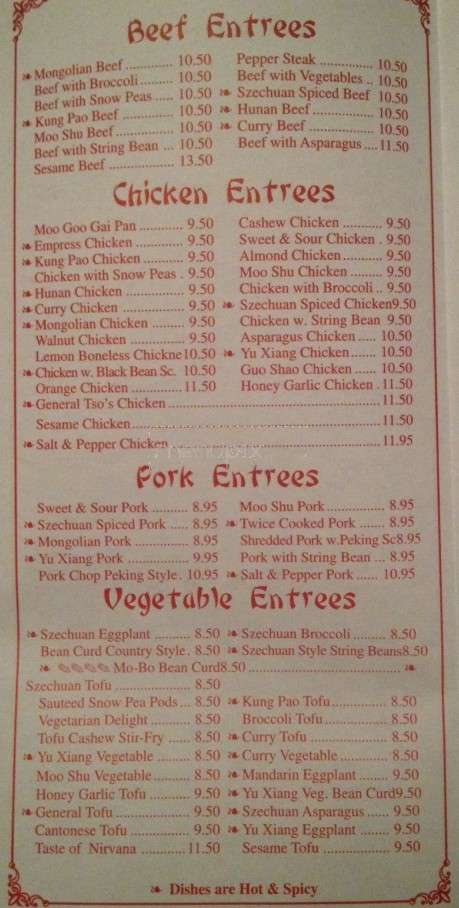 Beef Entrees
❧ Mongolian Beef .......... 10.50
Beef with Broccoli .......... 10.50
Beef with Snow Peas ..... 10.50
❧ Kung Pao Beef ............ 10.50
Moo Shu Beef .............. 10.50
Beef with String Bean ... 10.50
Sesame Beef ................ 13.50
Pepper Steak ................ 10.50
Beef with Vegetables .. 10.50
❧ Szechuan Spiced Beef 10.50
❧ Hunan Beef ................ 10.50
❧ Curry Beef ................. 10.50
Beef with Asparagus .... 11.50
Chicken Entrees
Moo Goo Gai Pan ............ 9.50
❧ Empress Chicken ............. 9.50
❧ Kung Pao Chicken ........... 9.50
Chicken with Snow Peas . 9.50
❧ Hunan Chicken ................ 9.50
❧ Curry Chicken ................. 9.50
❧ Mongolian Chicken ......... 9.50
Walnut Chicken ............... 9.50
Lemon Boneless Chickne10.50
❧ Chicken w. Black Bean Sc. 10.50
Orange Chicken ..............11.50
❧ General Tso's Chicken ..........................................11.50
Sesame Chicken ..........................................11.50
❧ Salt & Pepper Chicken ..........................................11.95
Cashew Chicken ............ 9.50
Sweet & Sour Chicken . 9.50
Almond Chicken ............ 9.50
Moo Shu Chicken .......... 9.50
Chicken with Broccoli .. 9.50
❧ Szechuan Spiced Chicken9.50
Chicken w. String Bean 9.50
Asparagus Chicken ..... 10.50
❧ Yu Xiang Chicken ....... 10.50
Guo Shao Chicken ...... 10.50
Honey Garlic Chicken . 11.50
Pork Entrees
Sweet & Sour Pork .......... 8.95
❧ Szechuan Spiced Pork ..... 8.95
❧ Mongolian Pork ............... 8.95
❧ Yu Xiang Pork ................. 9.95
Pork Chop Peking Style . 10.95
Moo Shu Pork ................ 8.95
❧ Twice Cooked Pork ....... 8.95
Shredded Pork w.Peking Sc8.95
Pork with String Bean ... 8.95
❧ Salt & Pepper Pork ...... 10.95
Vegetable Entrees
❧ Szechuan Eggplant ............ 8.50
Bean Curd Country Style . 8.50
❧ Szechuan Broccoli ............. 8.50
❧ Szechuan Style String Beans8.50
❧ Mo-Bo Bean Curd8.50 .......................... ❧
Szechuan Tofu .................... 8.50
Sauteed Snow Pea Pods ... 8.50
Vegetarian Delight ............ 8.50
Tofu Cashew Stir-Fry ...... 8.50
❧ Yu Xiang Vegetable ......... 8.50
Moo Shu Vegetable .......... 8.50
Honey Garlic Tofu ........... 9.50
❧ General Tofu .................... 9.50
Cantonese Tofu ................ 9.50
Taste of Nirvana ............. 11.50
❧ Kung Pao Tofu .............. 8.50
Broccoli Tofu ................ 8.50
❧ Curry Tofu ..................... 8.50
❧ Curry Vegetable ............. 8.50
❧ Mandarin Eggplant ........ 9.50
❧ Yu Xiang Veg. Bean Curd9.50
❧ Szechuan Asparagus ...... 9.50
❧ Yu Xiang Eggplant ........ 9.50
Sesame Tofu .................. 9.50
❧ Dishes are Hot & Spicy